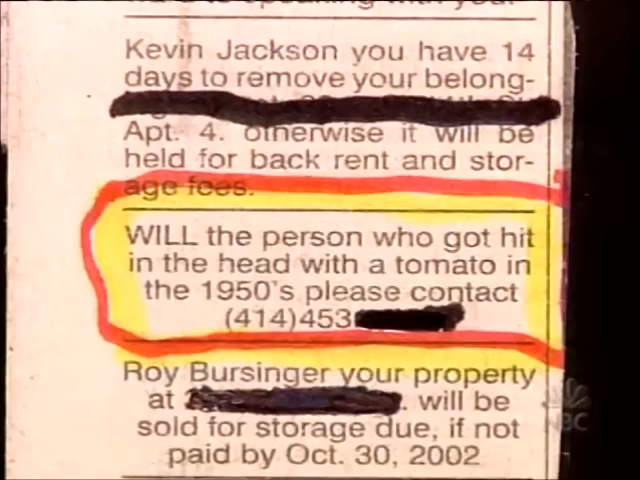 Kevin Jackson you have 14
days to remove your belong-
Apt. 4. otherwise it will be
held for back rent and stor-
age fees.
WILL the person who got hit
in the head with a tomato in
the 1950's please contact
(414)453
Roy Bursinger your property
at . will be
sold for storage due, if not
paid by Oct. 30, 2002
NBC